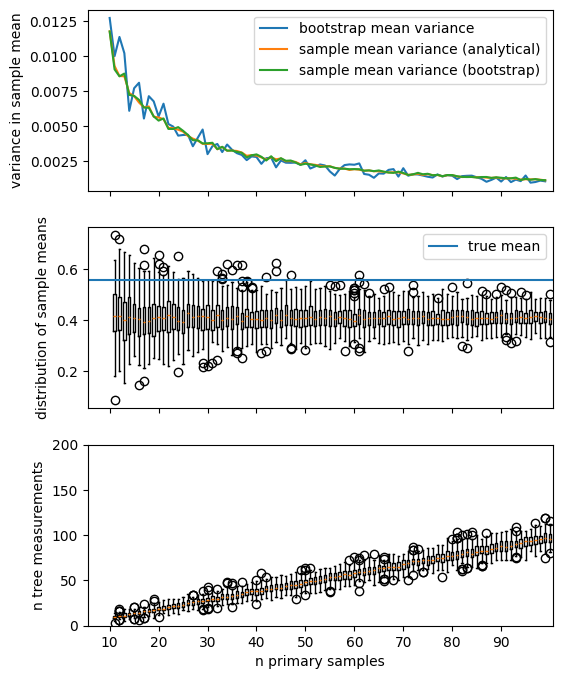 0.0125
0.0100
0.0075
0.0050
0.0025
variance in sample mean
bootstrap mean variance
sample mean variance (analytical)
sample mean variance (bootstrap)
0.6
0.4
0.2
distribution of sample means
true mean
200
150
100
50
0
n tree measurements
10 20 30 40 50 60 70 80 90
n primary samples